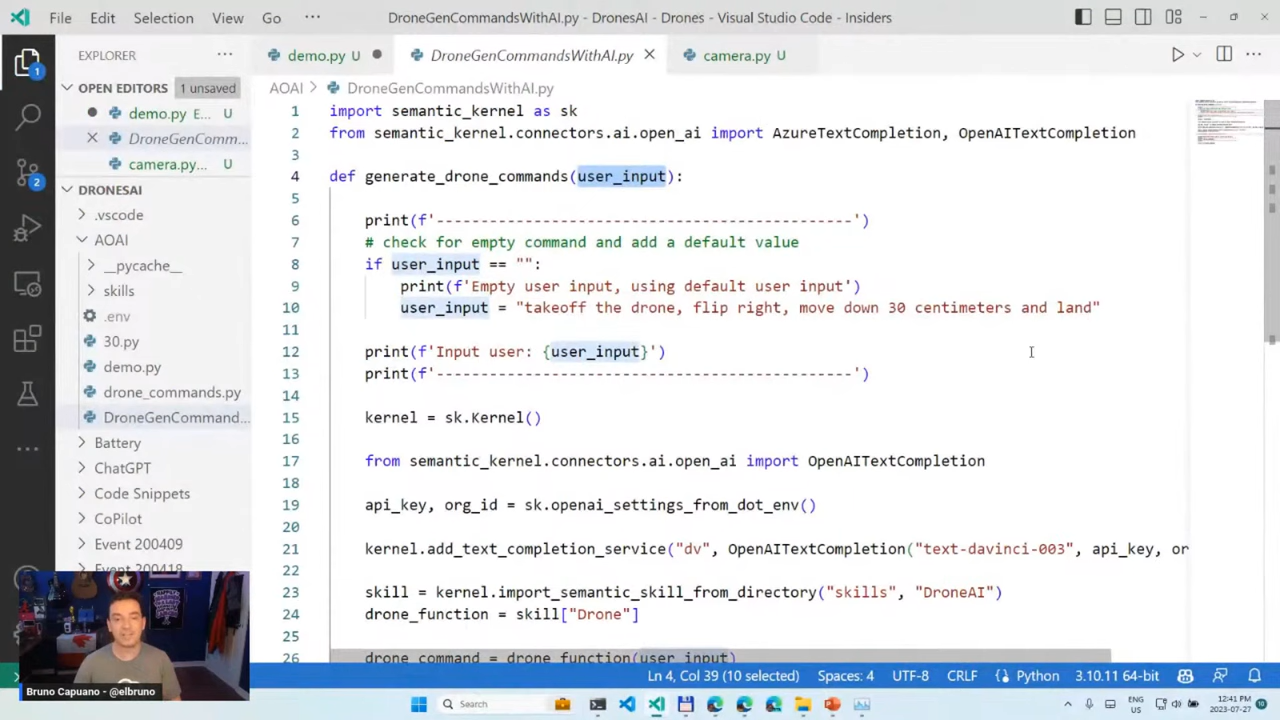 File Edit Selection View Go ··· DroneGenCommandsWithAI.py - DronesAI - Drones - Visual Studio Code - Insiders
EXPLORER ···
demo.py U
DroneGenCommandsWithAI.py
camera.py U
OPEN EDITORS 1 unsaved
demo.py E...
DroneGenComm...
camera.py...
DRONESAI
.vscode
AOAI
__pycache__
skills
.env
30.py
demo.py
drone_commands.py
DroneGenCommand...
Battery
ChatGPT
Code Snippets
CoPilot
Event 200409
Event 200418
1
2
AOAI > DroneGenCommandsWithAI.py
1 import semantic_kernel as sk
2 from semantic_kernel.connectors.ai.open_ai import AzureTextCompletion, OpenAITextCompletion
3
4 def generate_drone_commands(user_input):
5
6 print(f'-----------------------------------------------')
7 # check for empty command and add a default value
8 if user_input == "":
9 print(f'Empty user input, using default user input')
10 user_input = "takeoff the drone, flip right, move down 30 centimeters and land"
11
12 print(f'Input user: {user_input}')
13 print(f'-----------------------------------------------')
14
15 kernel = sk.Kernel()
16
17 from semantic_kernel.connectors.ai.open_ai import OpenAITextCompletion
18
19 api_key, org_id = sk.openai_settings_from_dot_env()
20
21 kernel.add_text_completion_service("dv", OpenAITextCompletion("text-davinci-003", api_key, or
22
23 skill = kernel.import_semantic_skill_from_directory("skills", "DroneAI")
24 drone_function = skill["Drone"]
25
26 drone_command = drone_function(user_input)
Bruno Capuano - @elbruno
Ln 4, Col 39 (10 selected) Spaces: 4 UTF-8 CRLF Python 3.10.11 64-bit
Search
ENG
US
12:41 PM
2023-07-27